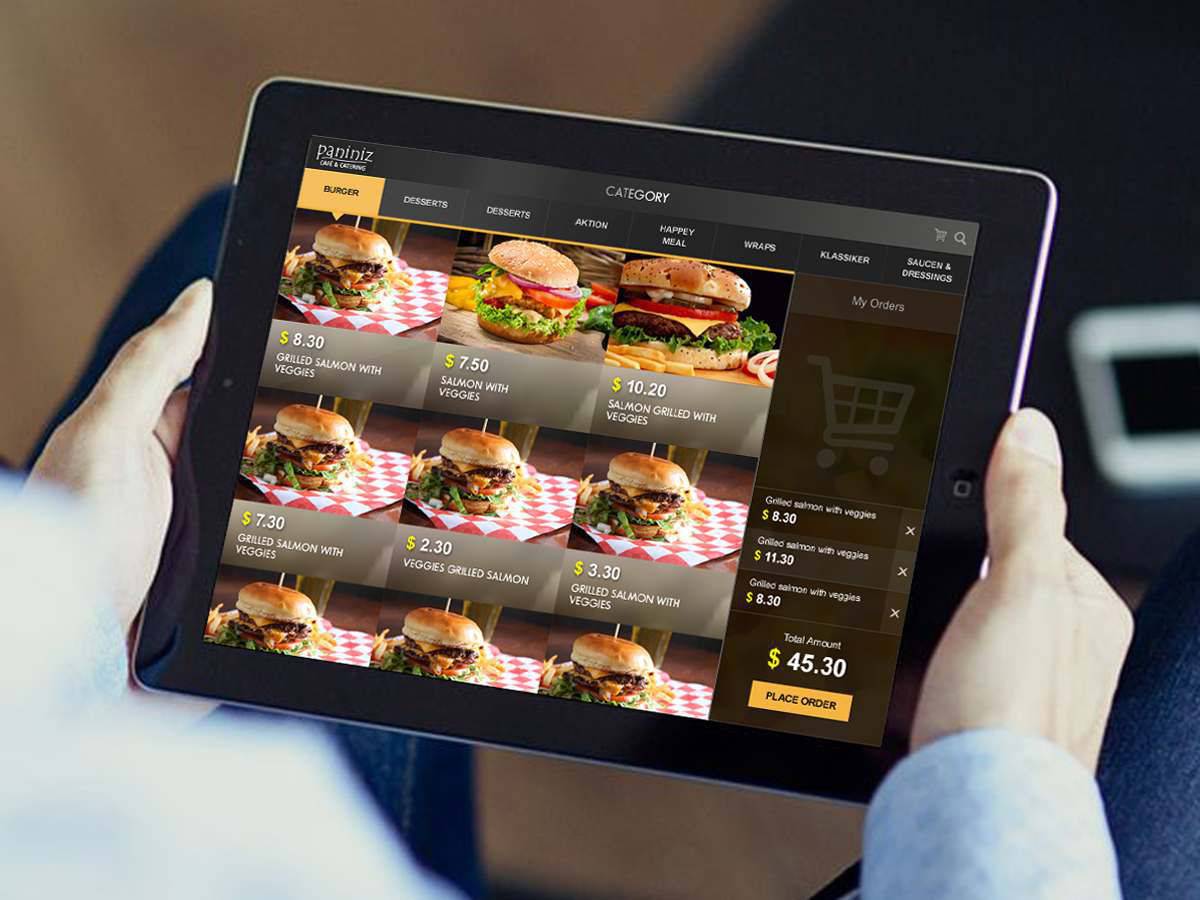 paniniz
CAFÉ & CATERING
CATEGORY
BURGER
DESSERTS
DESSERTS
AKTION
HAPPEY
MEAL
WRAPS
KLASSIKER
SAUCEN &
DRESSINGS
$ 8.30
GRILLED SALMON WITH
VEGGIES
$ 7.50
SALMON WITH
VEGGIES
$ 10.20
SALMON GRILLED WITH
VEGGIES
$ 7.30
GRILLED SALMON WITH
VEGGIES
$ 2.30
VEGGIES GRILLED SALMON
$ 3.30
GRILLED SALMON WITH
VEGGIES
My Orders
Grilled salmon with veggies
$ 8.30
Grilled salmon with veggies
$ 11.30
Grilled salmon with veggies
$ 8.30
Total Amount
$ 45.30
PLACE ORDER